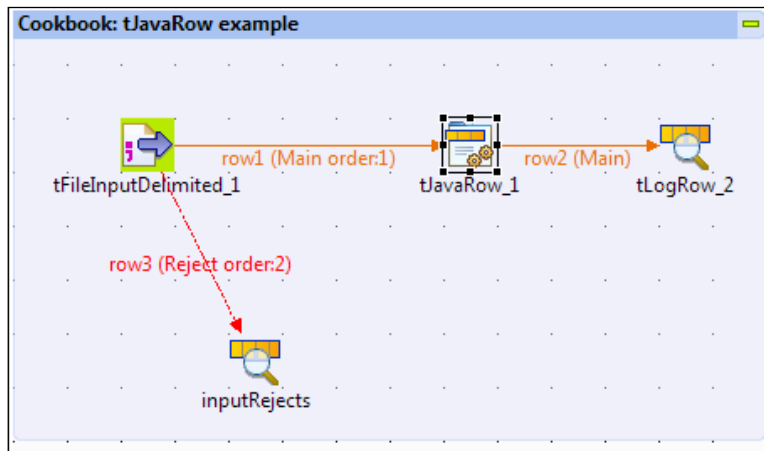 Cookbook: tJavaRow example
row1 (Main order:1)
row2 (Main)
tFileInputDelimited_1
tJavaRow_1
tLogRow_2
row3 (Reject order:2)
inputRejects